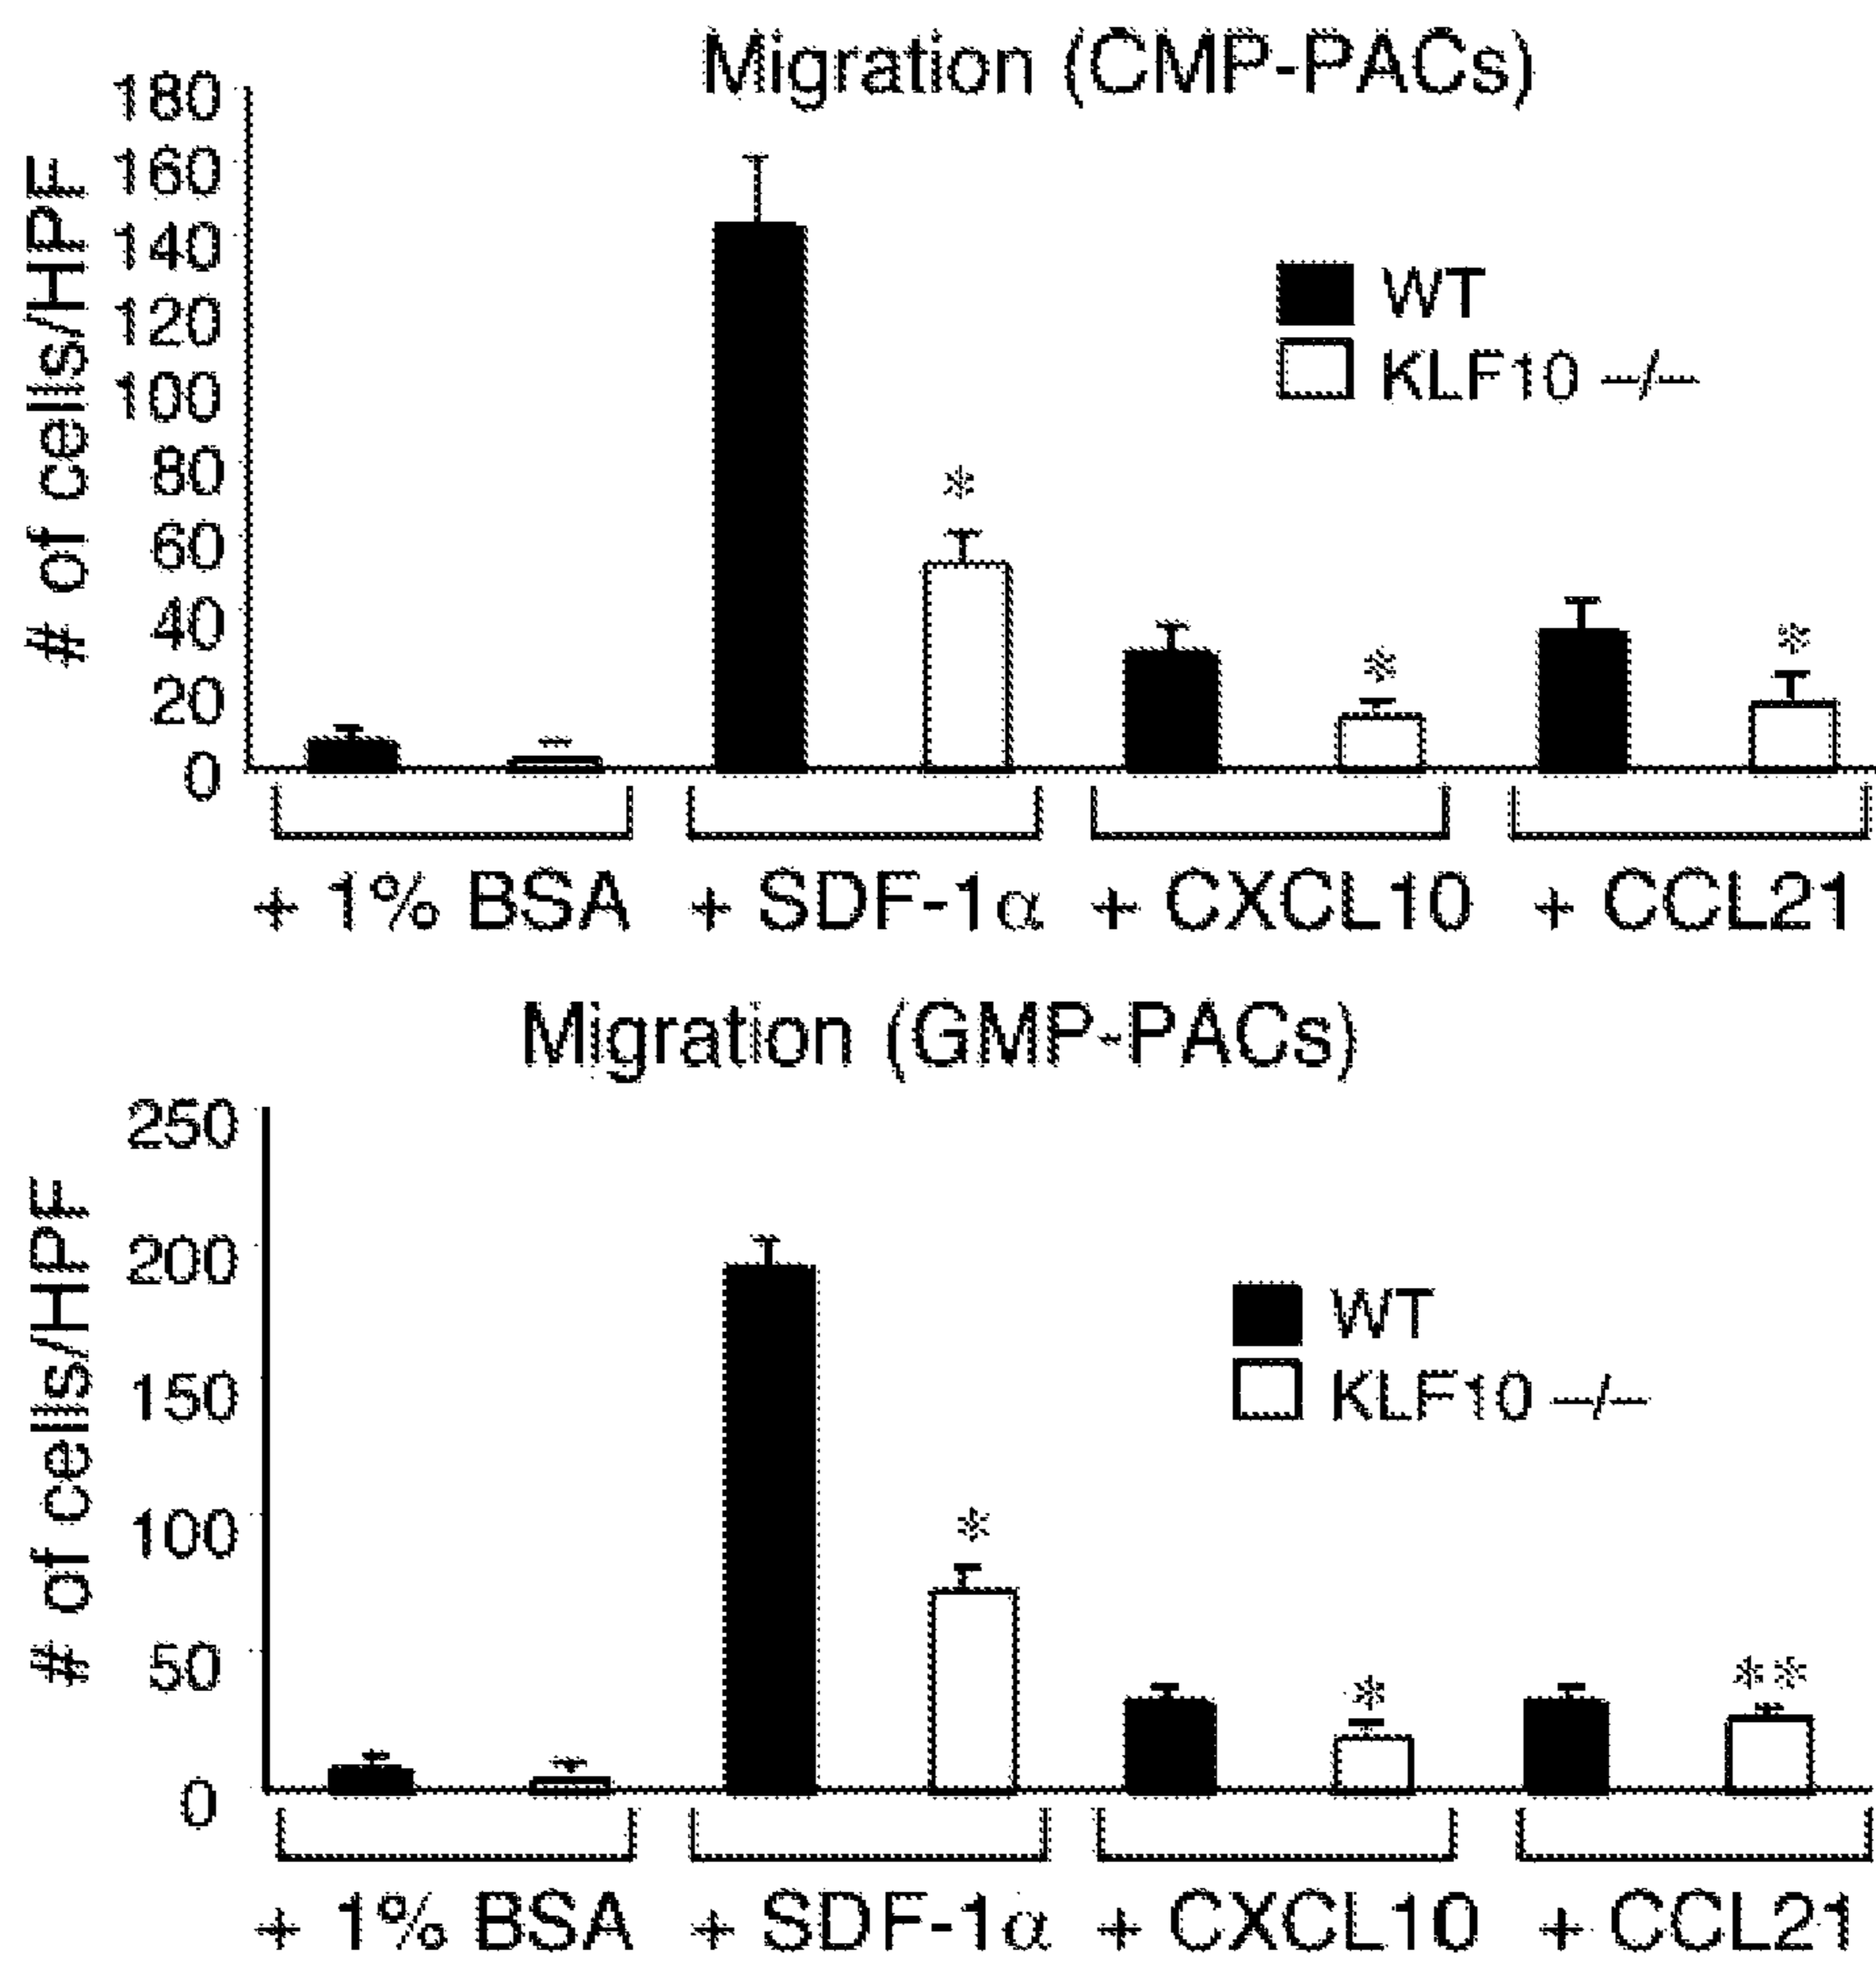 Migration (CMP-PACs)
# of cells/HPF
180
160
140
120
100
80
60
40
20
0
WT
KLF10 –/–
*
*
*
+ 1% BSA
+ SDF-1α
+ CXCL10
+ CCL21
Migration (GMP-PACs)
# of cells/HPF
250
200
150
100
50
0
WT
KLF10 –/–
*
*
**
+ 1% BSA
+ SDF-1α
+ CXCL10
+ CCL21